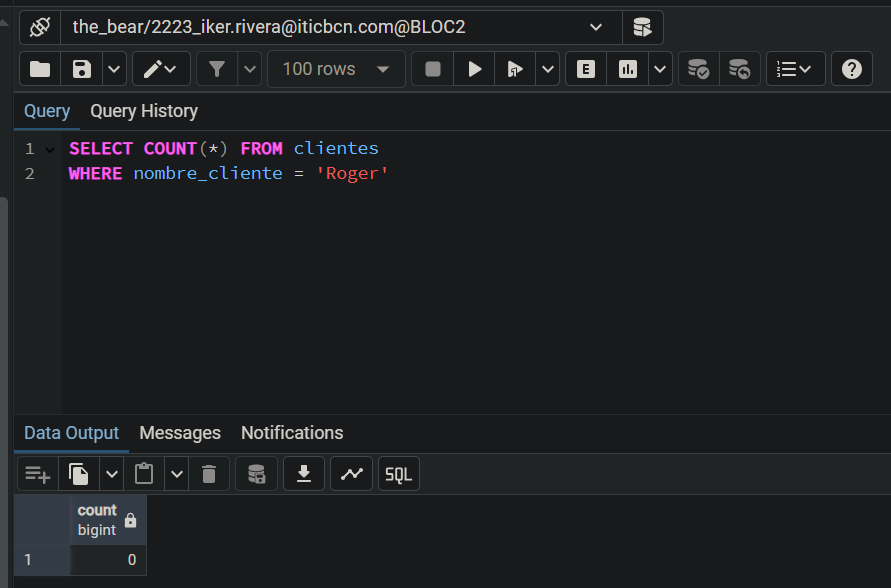 the_bear/2223_iker.rivera@iticbcn.com@BLOC2
100 rows E ?
Query Query History
1 SELECT COUNT(*) FROM clientes
2 WHERE nombre_cliente = 'Roger'
Data Output Messages Notifications
SQL
count
bigint
1 0